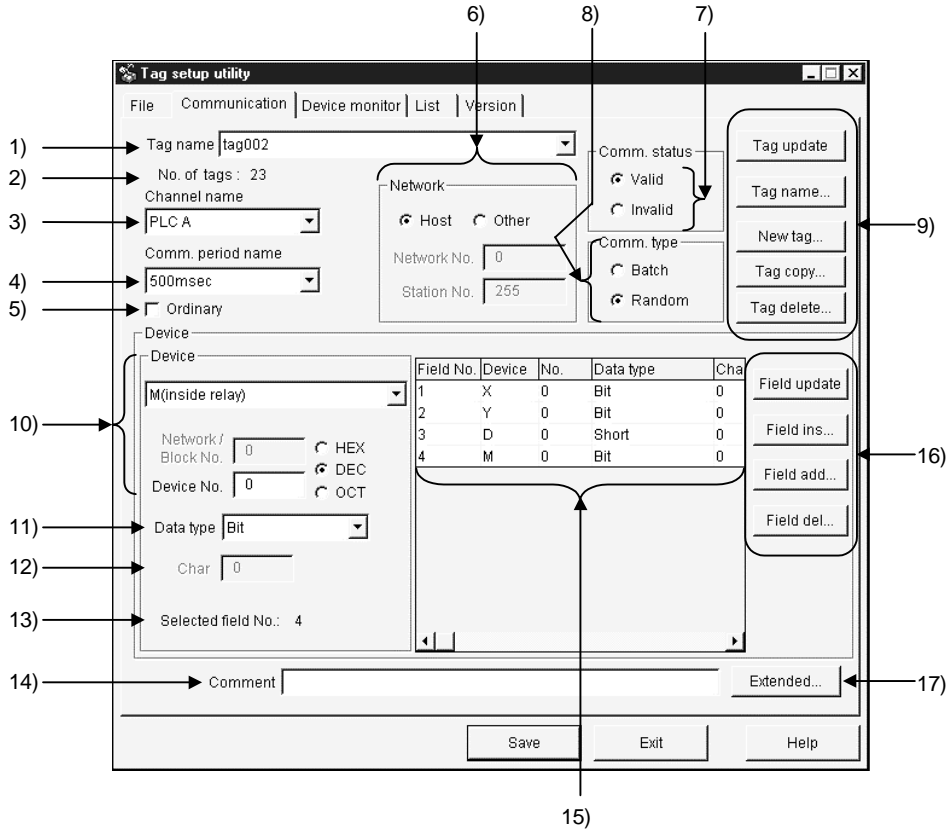 6) 8) 7)
Tag setup utility
File Communication Device monitor List Version
1) Tag name tag002
2) No. of tags : 23
Channel name
3) PLC A
Comm. period name
4) 500msec
5) Ordinary
Network
Host Other
Network No. 0
Station No. 255
Comm. status
Valid
Invalid
Comm. type
Batch
Random
Tag update
Tag name...
New tag...
Tag copy...
Tag delete...
9)
Device
Device
M(inside relay)
10)
Network /
Block No. 0
Device No. 0
HEX
DEC
OCT
11) Data type Bit
12) Char 0
13) Selected field No.: 4
Field No. Device No. Data type Cha
1 X 0 Bit 0
2 Y 0 Bit 0
3 D 0 Short 0
4 M 0 Bit 0
Field update
Field ins...
Field add...
Field del...
16)
14) Comment
Extended... 17)
Save Exit Help
15)